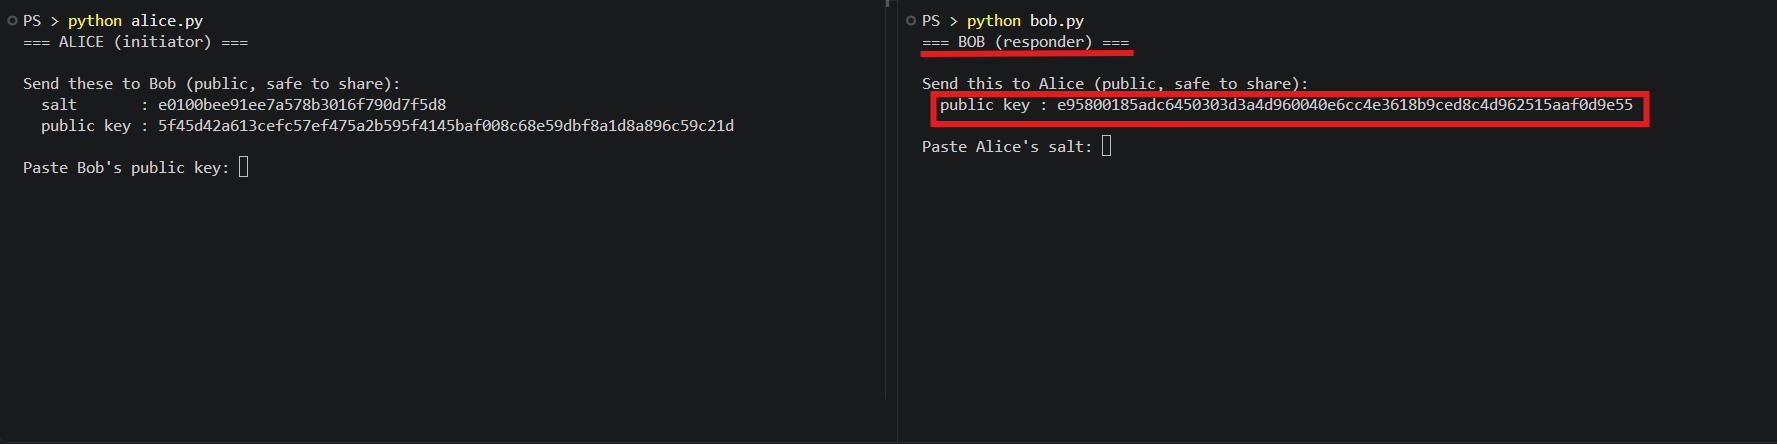 PS > python alice.py
=== ALICE (initiator) ===
Send these to Bob (public, safe to share):
salt : e0100bee91ee7a578b3016f790d7f5d8
public key : 5f45d42a613cefc57ef475a2b595f4145baf008c68e59dbf8a1d8a896c59c21d
Paste Bob's public key:
PS > python bob.py
=== BOB (responder) ===
Send this to Alice (public, safe to share):
public key : e95800185adc6450303d3a4d960040e6cc4e3618b9ced8c4d962515aaf0d9e55
Paste Alice's salt: